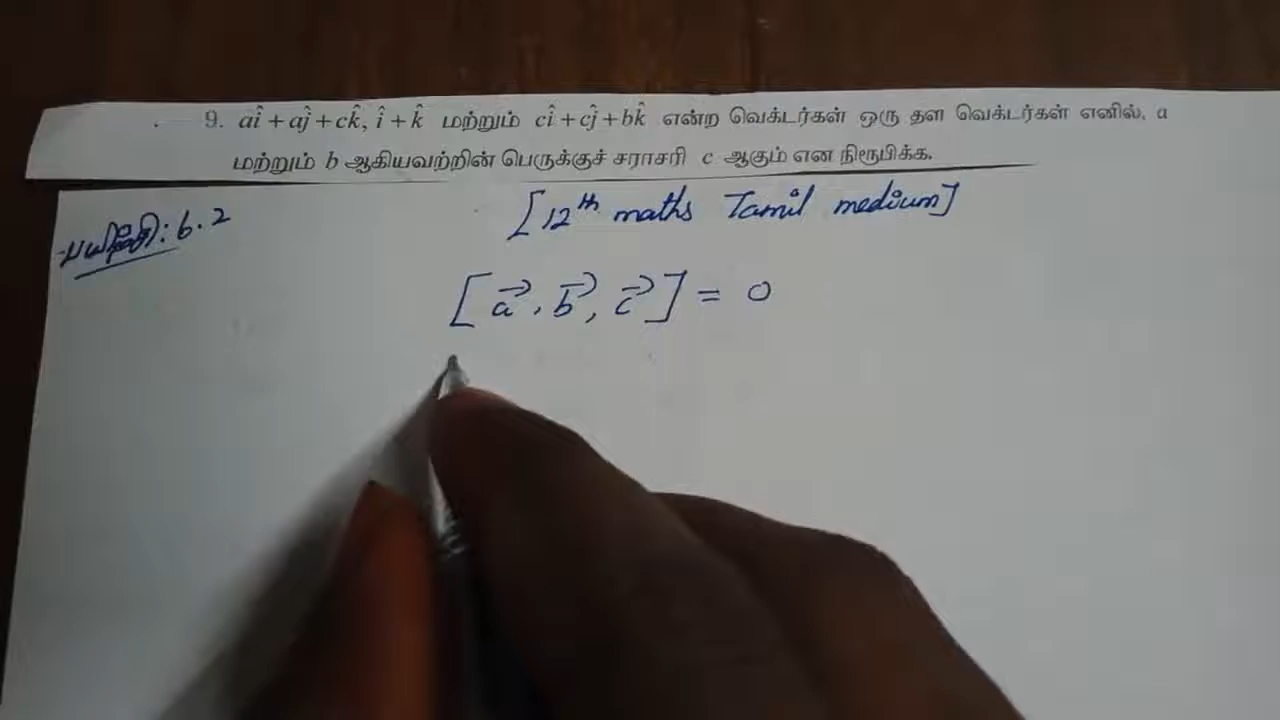 9. aî + aĵ + ck̂, î + k̂ மற்றும் cî + cĵ + bk̂ என்ற வெக்டர்கள் ஒரு தள வெக்டர்கள் எனில், a
மற்றும் b ஆகியவற்றின் பெருக்குச் சராசரி c ஆகும் என நிரூபிக்க.
பயிற்சி: 6.2
[12th maths Tamil medium]
[a⃗, b⃗, c⃗] = 0